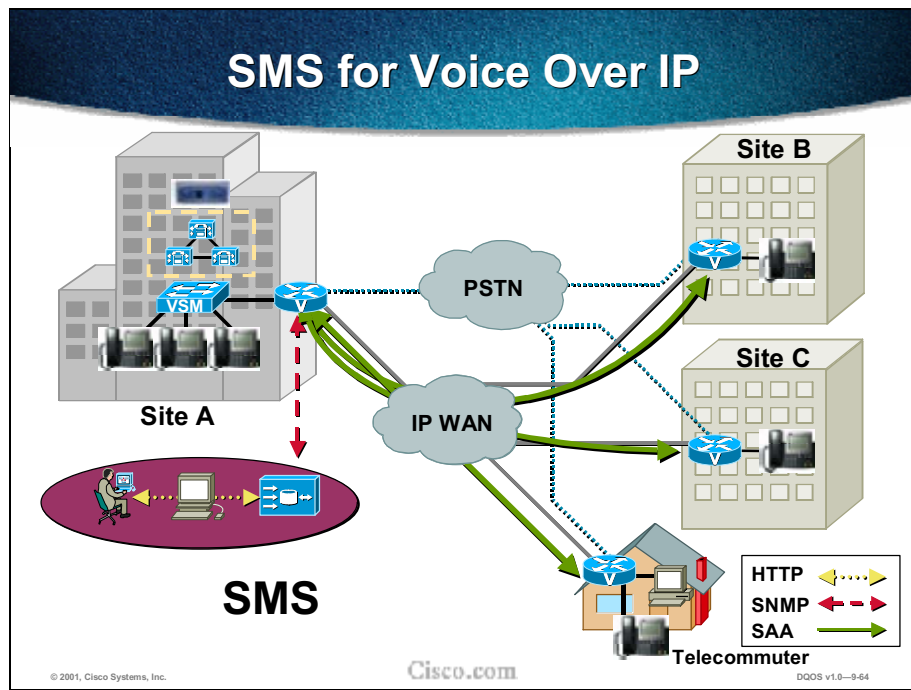 SMS for Voice Over IP
Site B
V
PSTN
VSM
V
Site C
Site A
IP WAN
V
V
SMS
HTTP
SNMP
SAA
Telecommuter
© 2001, Cisco Systems, Inc.
Cisco.com
DQOS v1.0—9-64